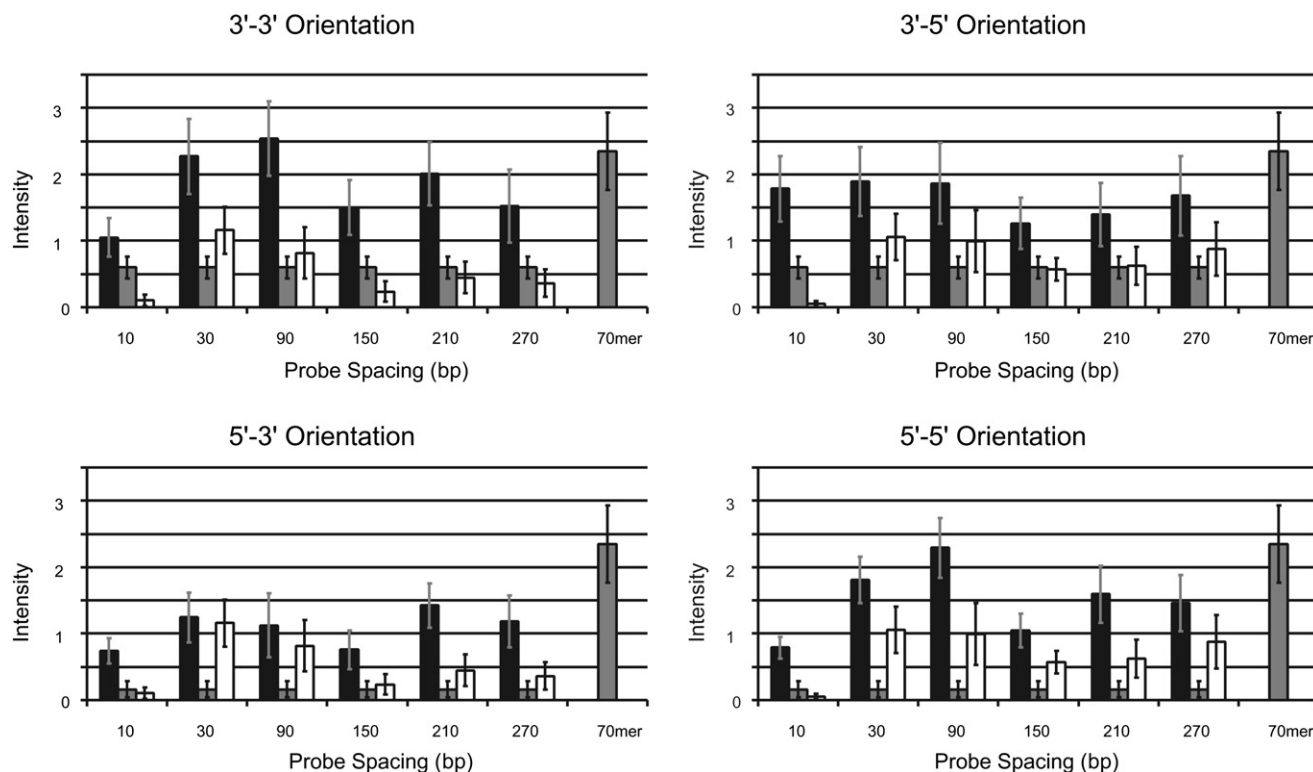 3'-3' Orientation
3
2
1
0
Intensity
10 30 90 150 210 270 70mer
Probe Spacing (bp)
3'-5' Orientation
3
2
1
0
Intensity
10 30 90 150 210 270 70mer
Probe Spacing (bp)
5'-3' Orientation
3
2
1
0
Intensity
10 30 90 150 210 270 70mer
Probe Spacing (bp)
5'-5' Orientation
3
2
1
0
Intensity
10 30 90 150 210 270 70mer
Probe Spacing (bp)